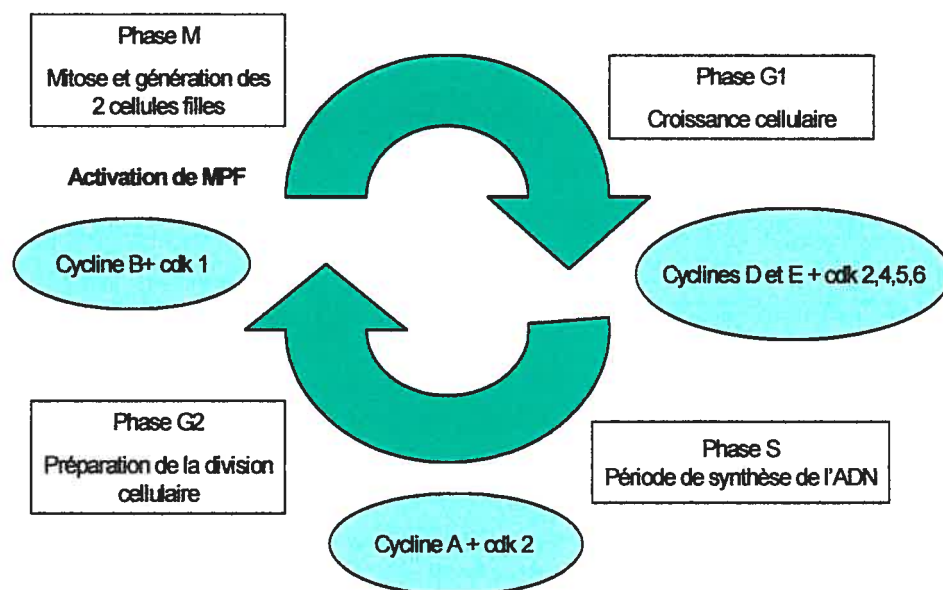 Phase M
Mitose et génération des
2 cellules filles
Phase G1
Croissance cellulaire
Activation de MPF
Cycline B+ cdk 1
Cyclines D et E + cdk 2,4,5,6
Phase G2
Préparation de la division
cellulaire
Phase S
Période de synthèse de l'ADN
Cycline A + cdk 2